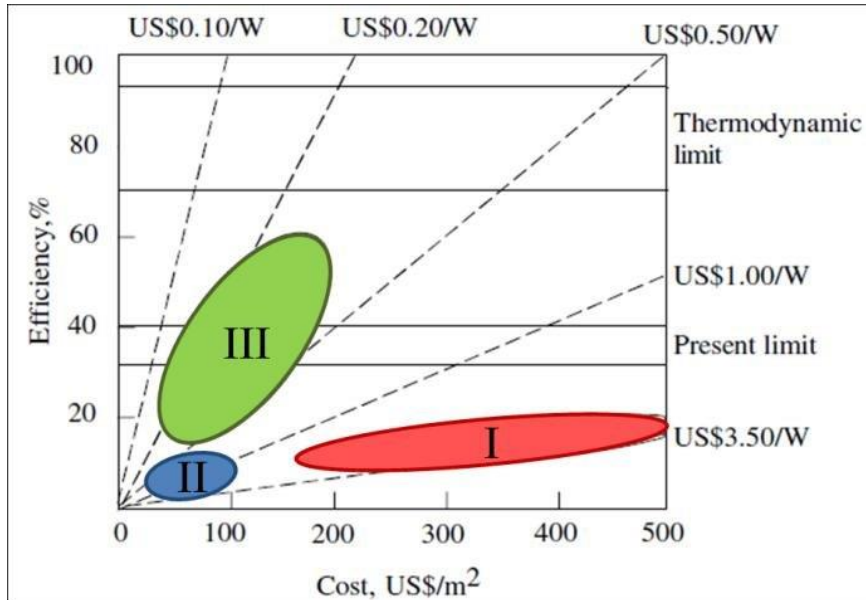 US$0.10/W
US$0.20/W
US$0.50/W
100
80
60
40
20
Efficiency,%
Thermodynamic
limit
US$1.00/W
Present limit
US$3.50/W
III
II
I
0
100
200
300
400
500
Cost, US$/m²